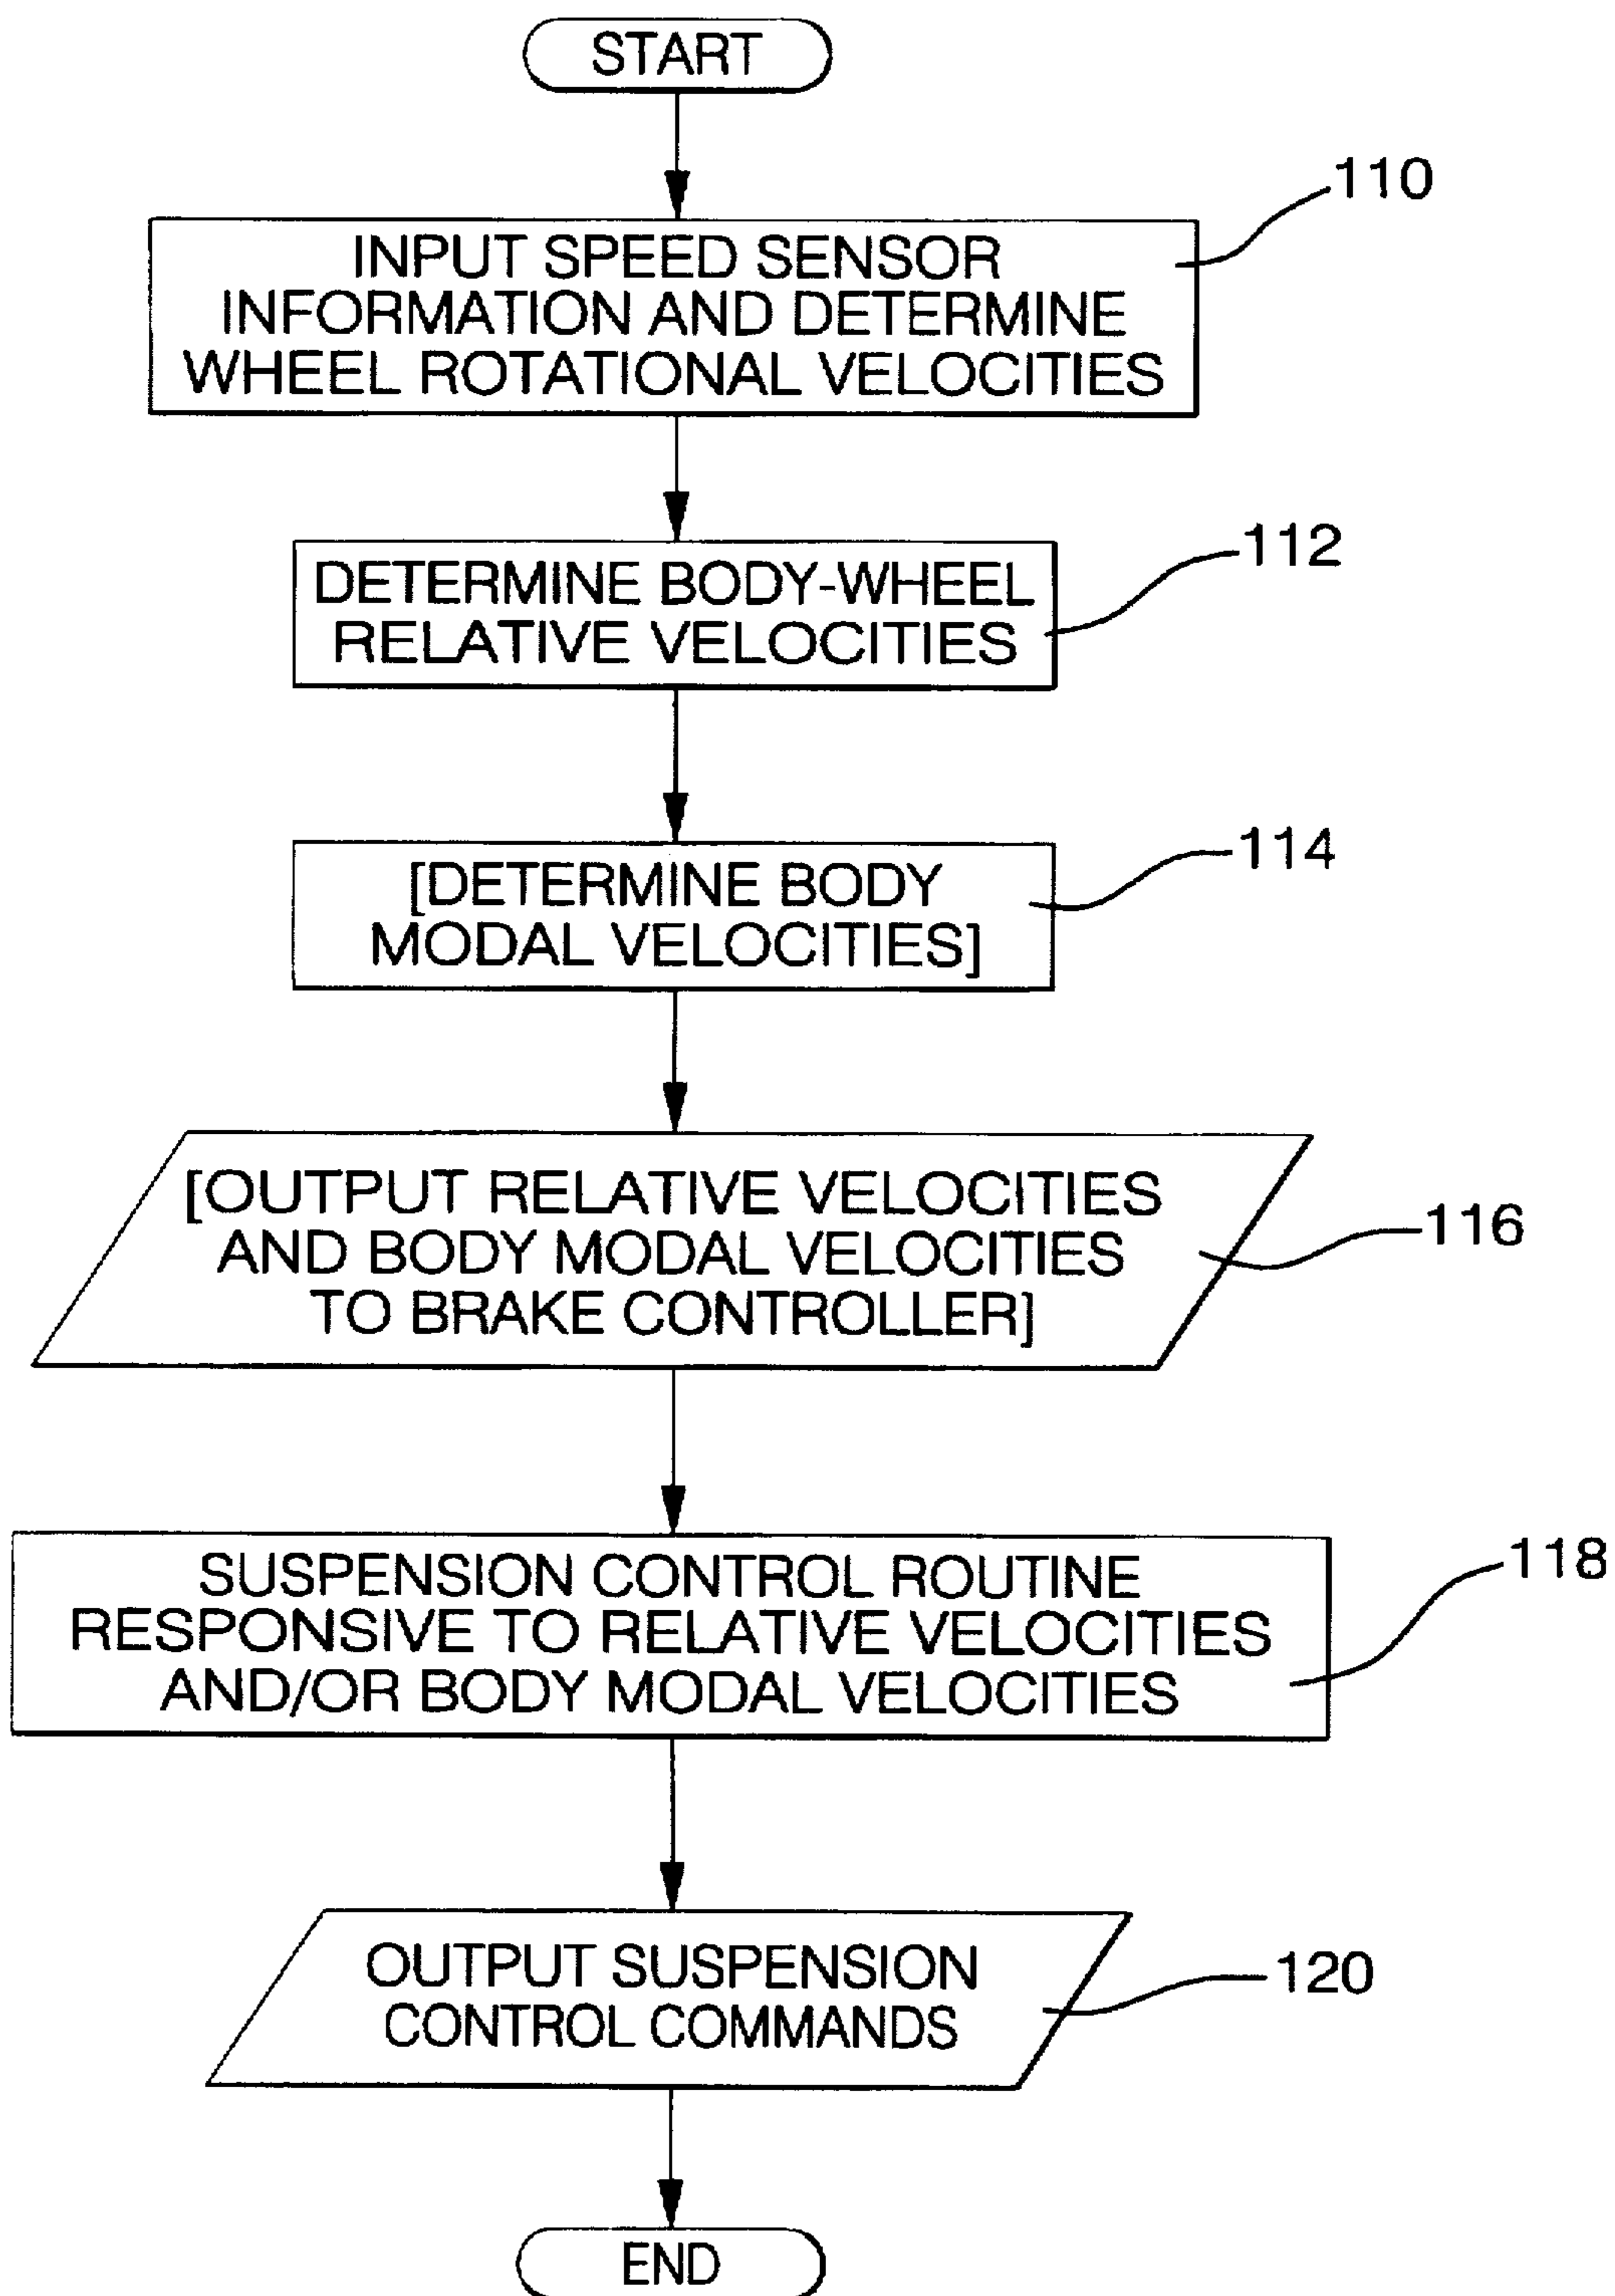 START
110
INPUT SPEED SENSOR
INFORMATION AND DETERMINE
WHEEL ROTATIONAL VELOCITIES
112
DETERMINE BODY-WHEEL
RELATIVE VELOCITIES
114
[DETERMINE BODY
MODAL VELOCITIES]
[OUTPUT RELATIVE VELOCITIES
AND BODY MODAL VELOCITIES
TO BRAKE CONTROLLER]
116
SUSPENSION CONTROL ROUTINE
RESPONSIVE TO RELATIVE VELOCITIES
AND/OR BODY MODAL VELOCITIES
118
OUTPUT SUSPENSION
CONTROL COMMANDS
120
END